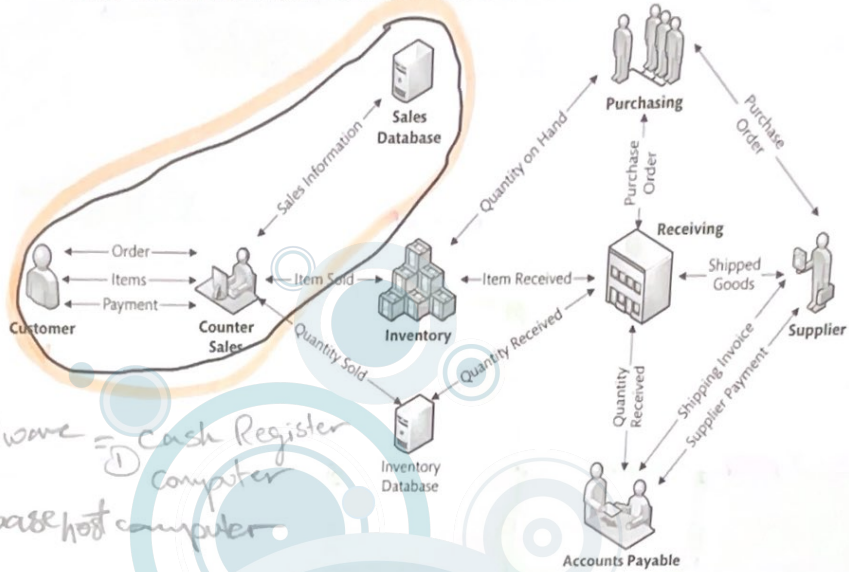 Purchasing
Sales
Database
Sales Information
Quantity on Hand
Purchase
Order
Purchase
Order
Receiving
Order
Items
Payment
Customer
Counter
Sales
Item Sold
Inventory
Item Received
Shipped
Goods
Supplier
Quantity Sold
Quantity Received
Quantity
Received
Shipping Invoice
Supplier Payment
Inventory
Database
Accounts Payable
ware = Cash Register
① computer
base host computer